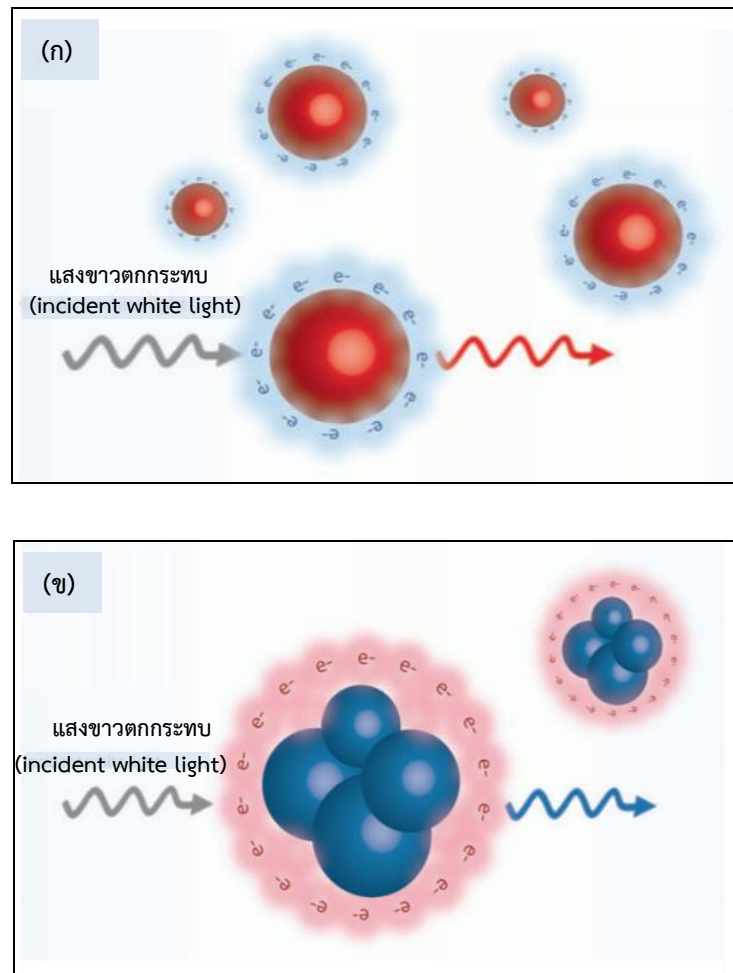 (ก)
แสงขาวตกกระทบ
(incident white light)
e- e- e- e- e- e- e- e- e- e- e- e-
(ข)
แสงขาวตกกระทบ
(incident white light)
e- e- e- e- e- e- e- e- e- e- e- e- e- e- e- e- e- e- e- e-